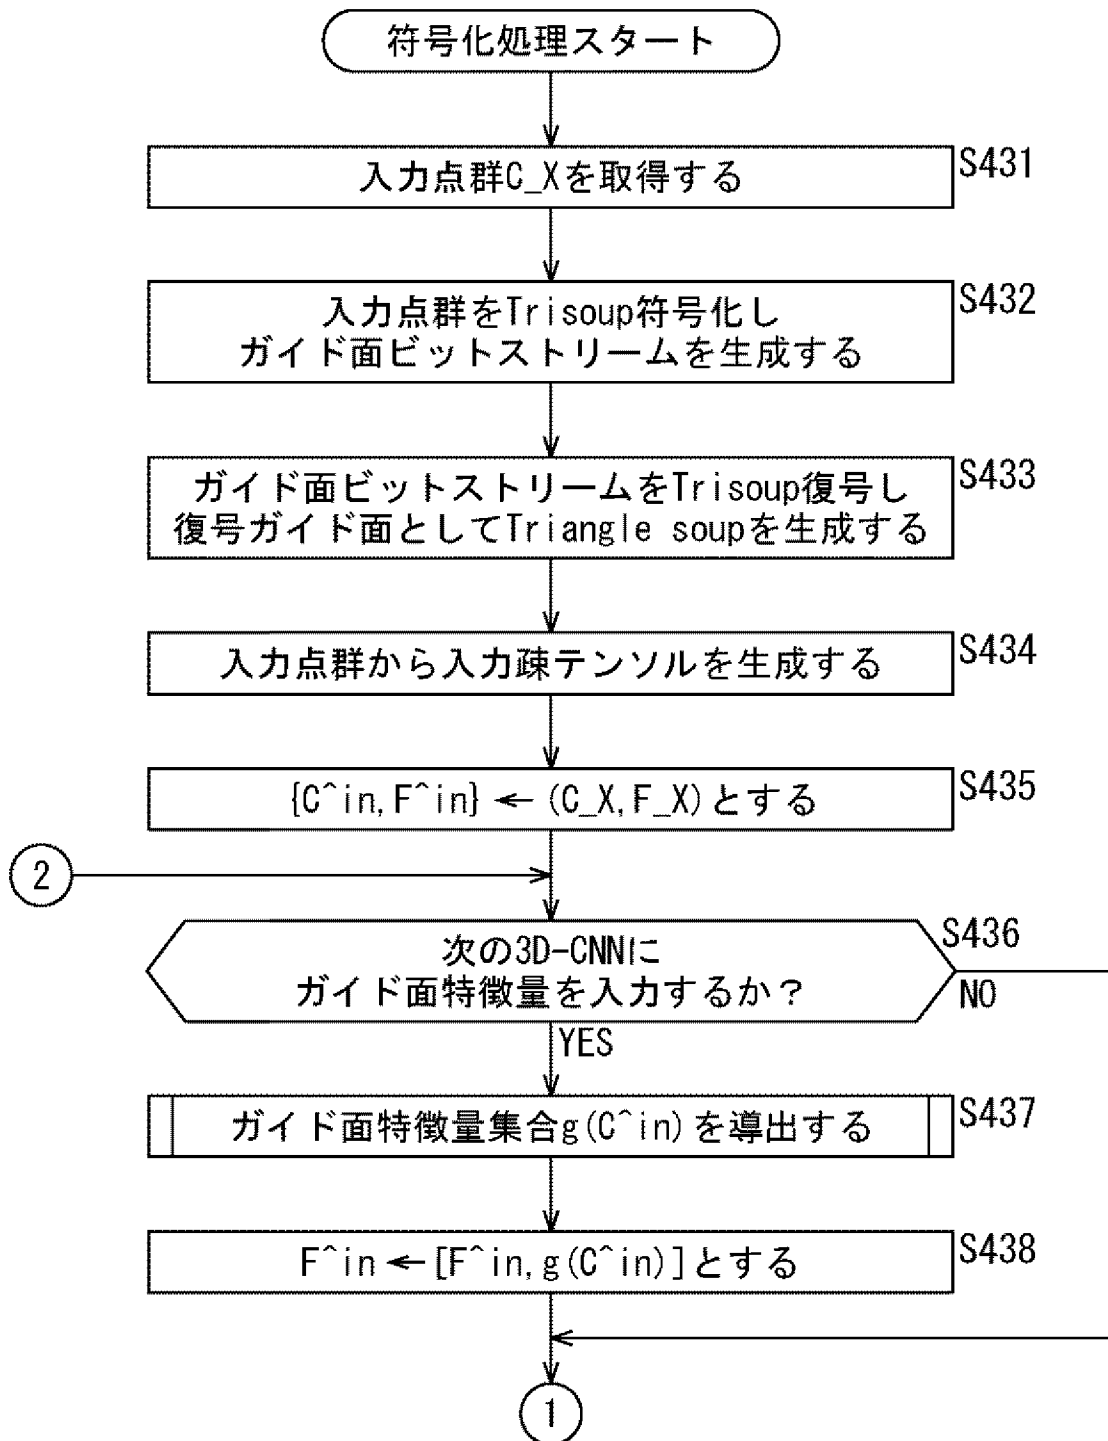 符号化処理スタート
入力点群C_Xを取得する
S431
入力点群をTrisoup符号化し
ガイド面ビットストリームを生成する
S432
ガイド面ビットストリームをTrisoup復号し
復号ガイド面としてTriangle soupを生成する
S433
入力点群から入力疎テンソルを生成する
S434
{C^in,F^in}←(C_X,F_X)とする
S435
2
次の3D-CNNに
ガイド面特徴量を入力するか？
S436
NO
YES
ガイド面特徴量集合g(C^in)を導出する
S437
F^in←[F^in,g(C^in)]とする
S438
1